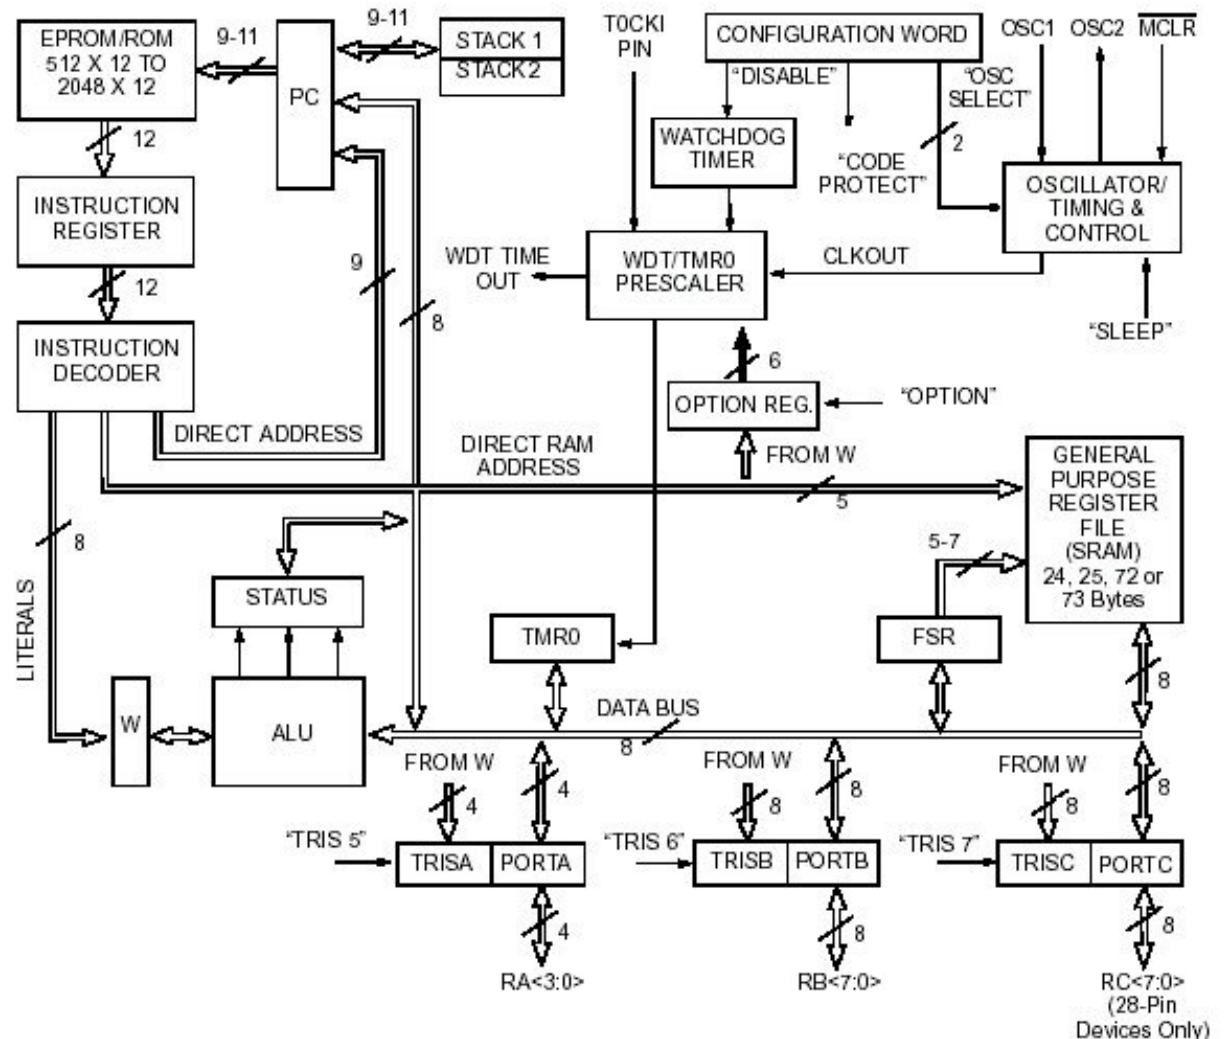 EPROM/ROM
512 X 12 TO
2048 X 12
9-11
PC
9-11
STACK 1
STACK 2
T0CKI
PIN
CONFIGURATION WORD
OSC1
OSC2
MCLR
"DISABLE"
"OSC
SELECT"
12
WATCHDOG
TIMER
"CODE
PROTECT"
2
INSTRUCTION
REGISTER
OSCILLATOR/
TIMING &
CONTROL
12
9
8
WDT TIME
OUT
WDT/TMR0
PRESCALER
CLKOUT
"SLEEP"
INSTRUCTION
DECODER
6
OPTION REG.
"OPTION"
DIRECT ADDRESS
DIRECT RAM
ADDRESS
FROM W
5
GENERAL
PURPOSE
REGISTER
FILE
(SRAM)
24, 25, 72 or
73 Bytes
8
LITERALS
5-7
STATUS
TMR0
FSR
8
W
ALU
DATA BUS
8
FROM W
4
4
FROM W
8
8
FROM W
8
8
"TRIS 5"
TRISA
PORTA
"TRIS 6"
TRISB
PORTB
"TRIS 7"
TRISC
PORTC
4
8
8
RA<3:0>
RB<7:0>
RC<7:0>
(28-Pin
Devices Only)